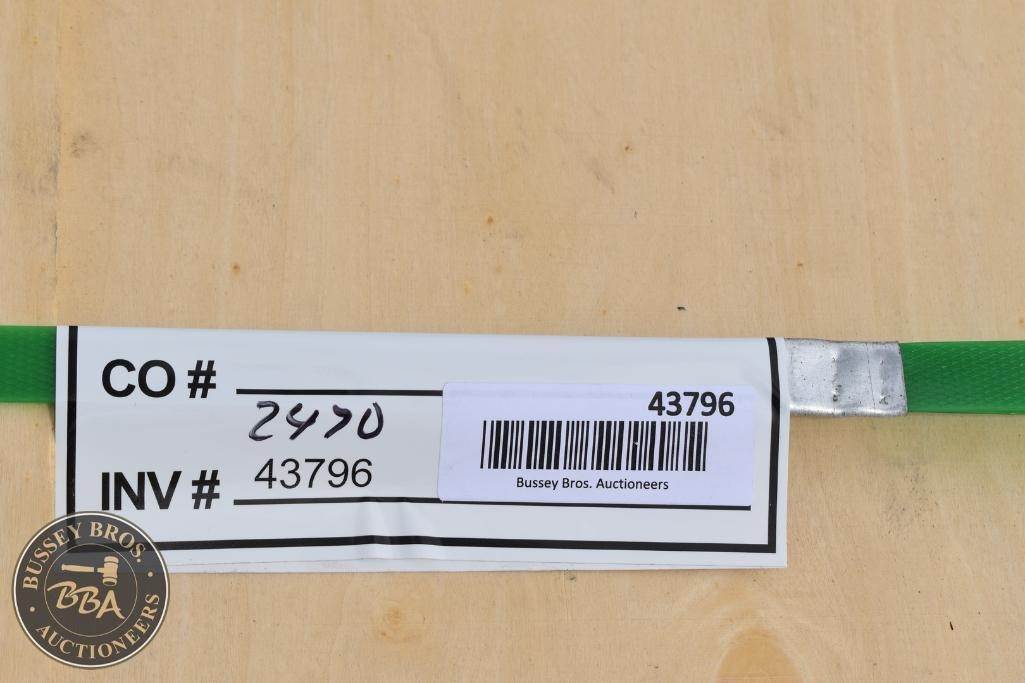 CO #
2470
INV # 43796
43796
Bussey Bros. Auctioneers
BUSSEY BROS.
BBA
AUCTIONEERS